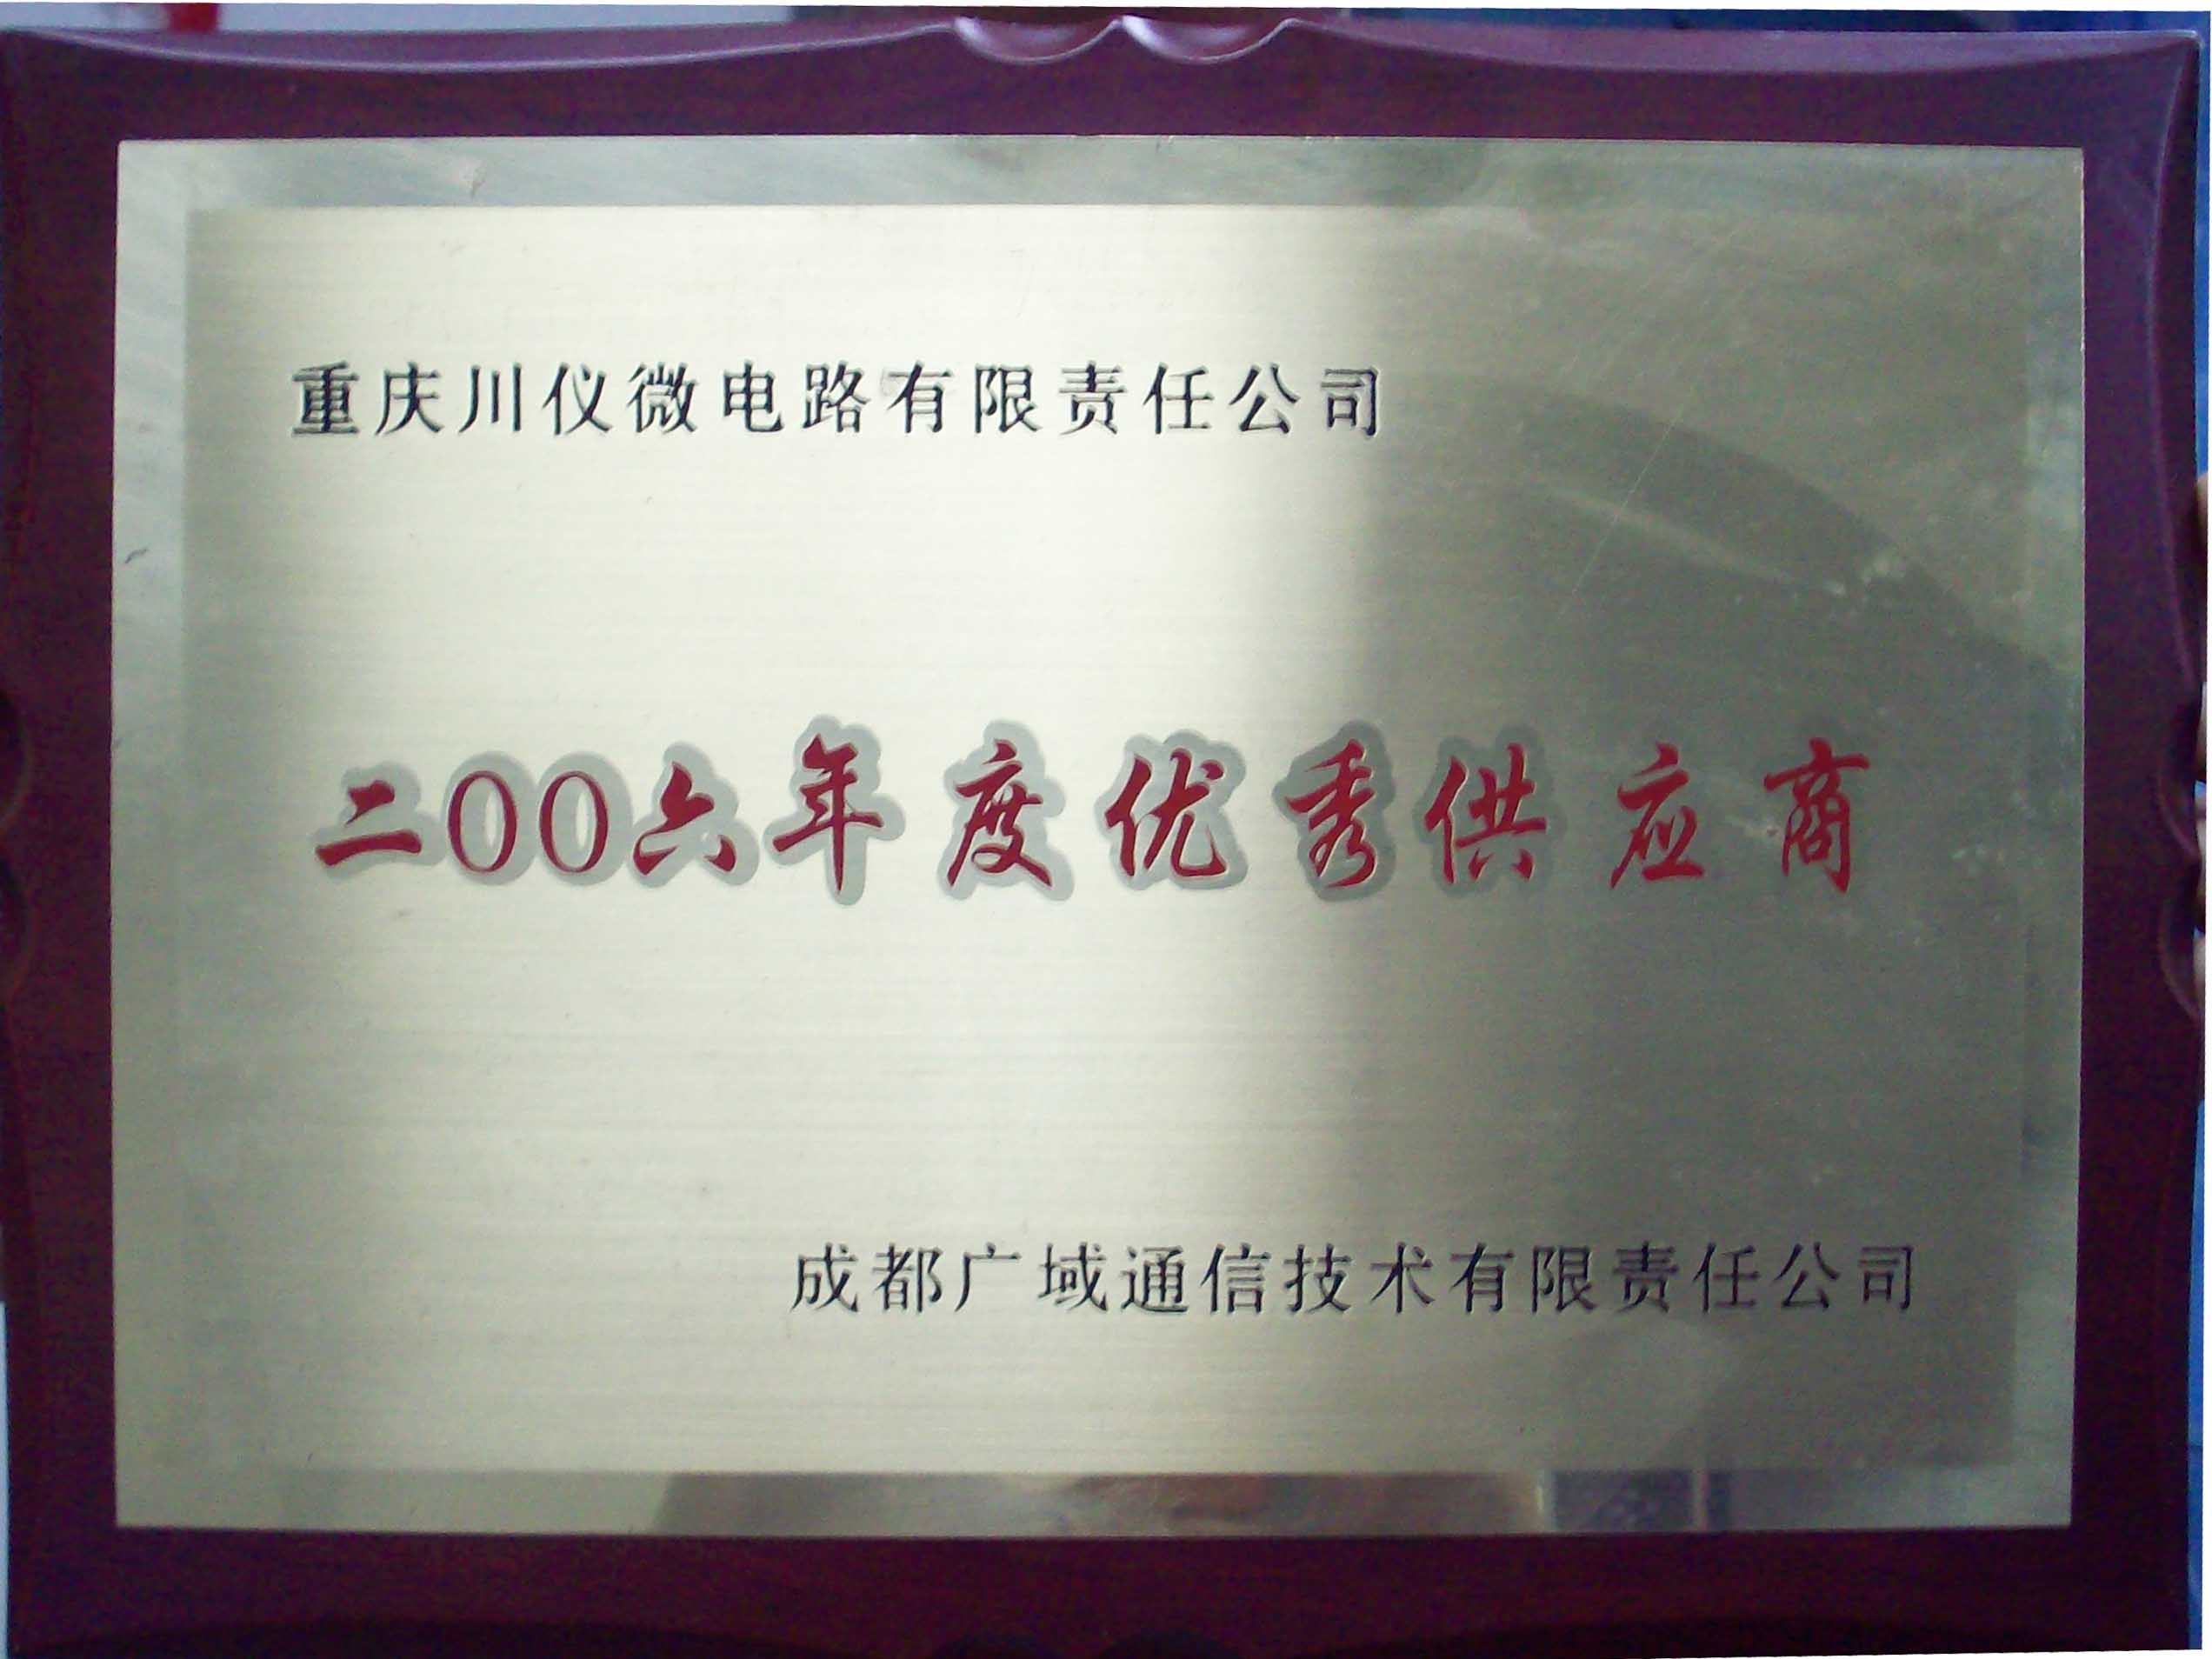 重庆川仪微电路有限责任公司
二00六年度优秀供应商
成都广域通信技术有限责任公司